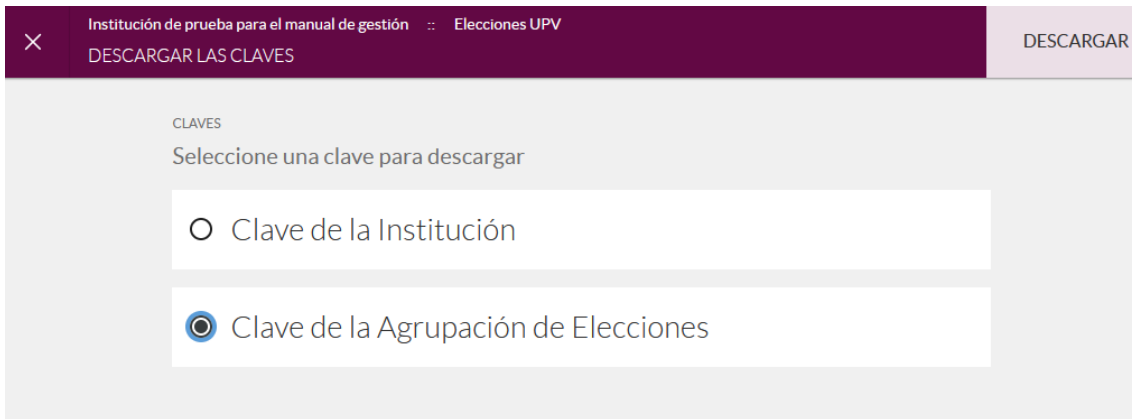 Institución de prueba para el manual de gestión :: Elecciones UPV
DESCARGAR LAS CLAVES
DESCARGAR
CLAVES
Seleccione una clave para descargar
Clave de la Institución
Clave de la Agrupación de Elecciones